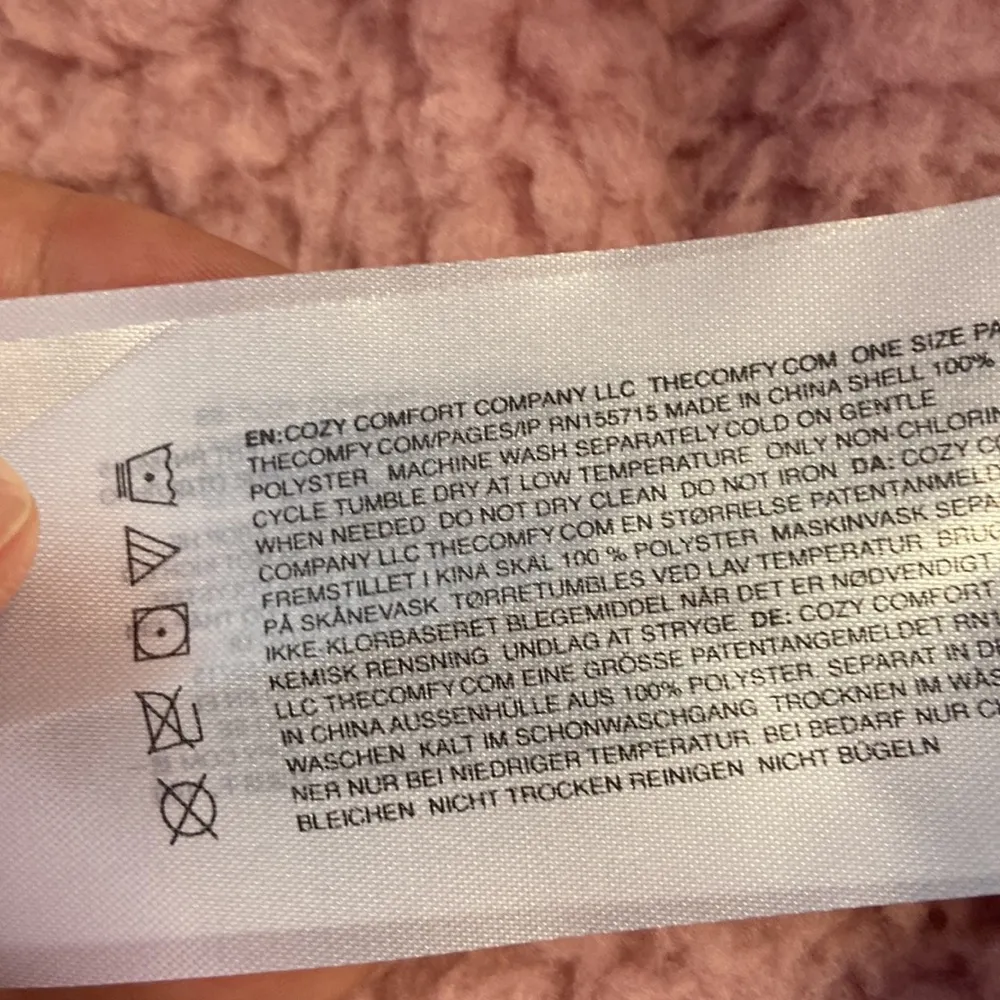 EN:COZY COMFORT COMPANY LLC THECOMFY.COM ONE SIZE
THECOMFY.COM/PAGES/IP RN155715 MADE IN CHINA SHELL 100%
POLYSTER MACHINE WASH SEPARATELY COLD ON GENTLE
CYCLE TUMBLE DRY AT LOW TEMPERATURE ONLY NON-CHLORIN
WHEN NEEDED DO NOT DRY CLEAN DO NOT IRON DA: COZY
COMPANY LLC THECOMFY.COM EN STØRRELSE PATENTANMELD
FREMSTILLET I KINA SKAL 100 % POLYSTER MASKINVASK SEPA
PÅ SKÅNEVASK TØRRETUMBLES VED LAV TEMPERATUR
IKKE-KLORBASERET BLEGEMIDDEL NÅR DET ER NØDVENDIGT
KEMISK RENSNING UNDLAG AT STRYGE DE: COZY COMFORT
LLC THECOMFY.COM EINE GRÖSSE PATENTANGEMELDET
IN CHINA AUSSENHÜLLE AUS 100% POLYSTER SEPARAT IN
WASCHEN KALT IM SCHONWASCHGANG TROCKNEN IM WÄS
NER NUR BEI NIEDRIGER TEMPERATUR BEI BEDARF NUR
BLEICHEN NICHT TROCKEN REINIGEN NICHT BÜGELN